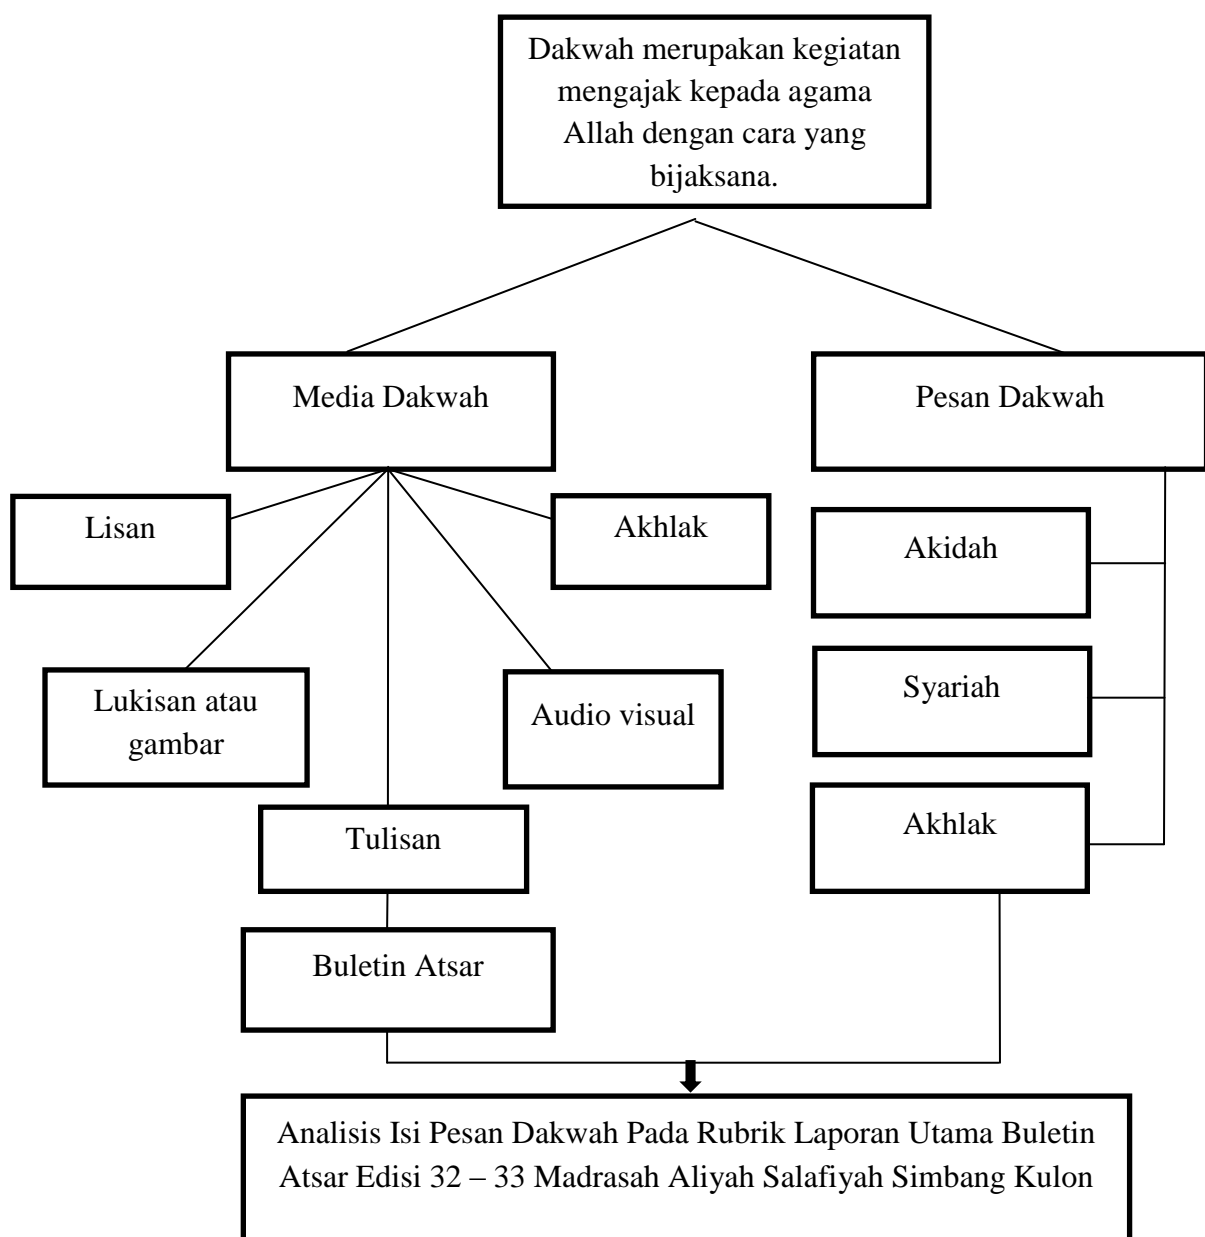 Dakwah merupakan kegiatan
mengajak kepada agama
Allah dengan cara yang
bijaksana.
Media Dakwah
Pesan Dakwah
Lisan
Akhlak
Akidah
Lukisan atau
gambar
Audio visual
Syariah
Tulisan
Akhlak
Buletin Atsar
Analisis Isi Pesan Dakwah Pada Rubrik Laporan Utama Buletin
Atsar Edisi 32 – 33 Madrasah Aliyah Salafiyah Simbang Kulon